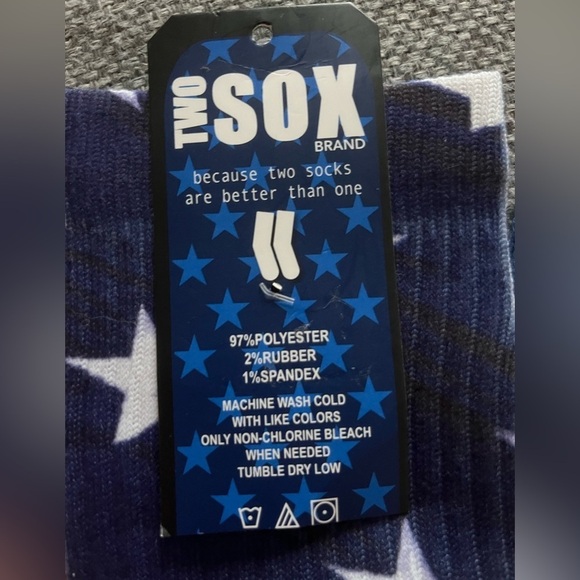 TWO SOX
BRAND
because two socks
are better than one
97%POLYESTER
2%RUBBER
1%SPANDEX
MACHINE WASH COLD
WITH LIKE COLORS
ONLY NON-CHLORINE BLEACH
WHEN NEEDED
TUMBLE DRY LOW